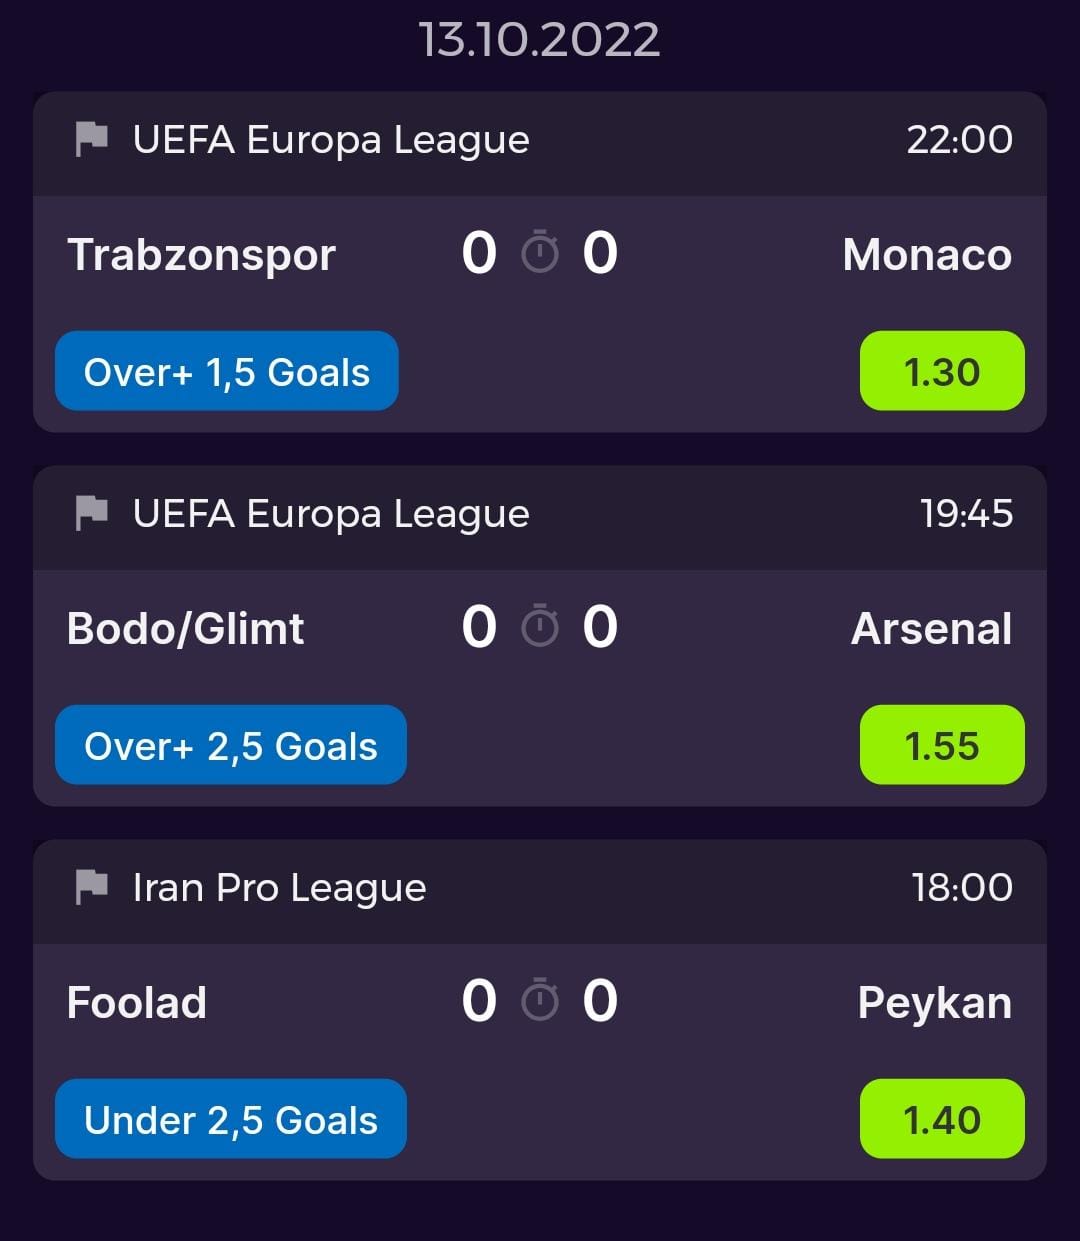 13.10.2022
UEFA Europa League 22:00
Trabzonspor 0 0 Monaco
Over+ 1,5 Goals 1.30
UEFA Europa League 19:45
Bodo/Glimt 0 0 Arsenal
Over+ 2,5 Goals 1.55
Iran Pro League 18:00
Foolad 0 0 Peykan
Under 2,5 Goals 1.40